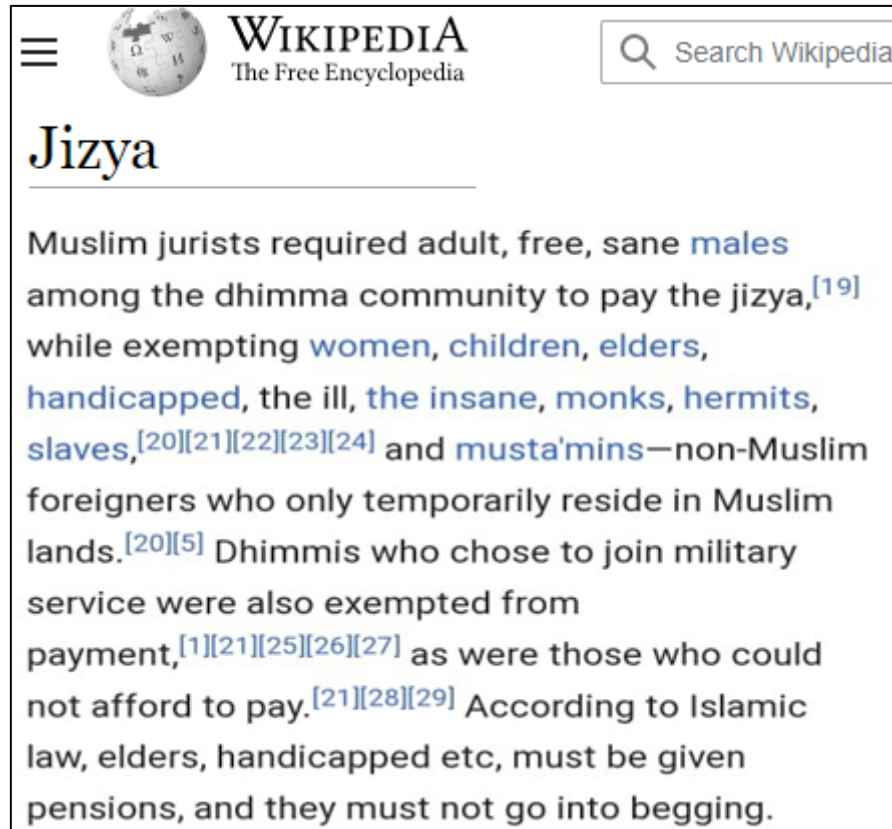 WIKIPEDIA
The Free Encyclopedia
Search Wikipedia
Jizya
Muslim jurists required adult, free, sane males
among the dhimma community to pay the jizya,[19]
while exempting women, children, elders,
handicapped, the ill, the insane, monks, hermits,
slaves,[20][21][22][23][24] and musta'mins—non-Muslim
foreigners who only temporarily reside in Muslim
lands.[20][5] Dhimmis who chose to join military
service were also exempted from
payment,[1][21][25][26][27] as were those who could
not afford to pay.[21][28][29] According to Islamic
law, elders, handicapped etc, must be given
pensions, and they must not go into begging.